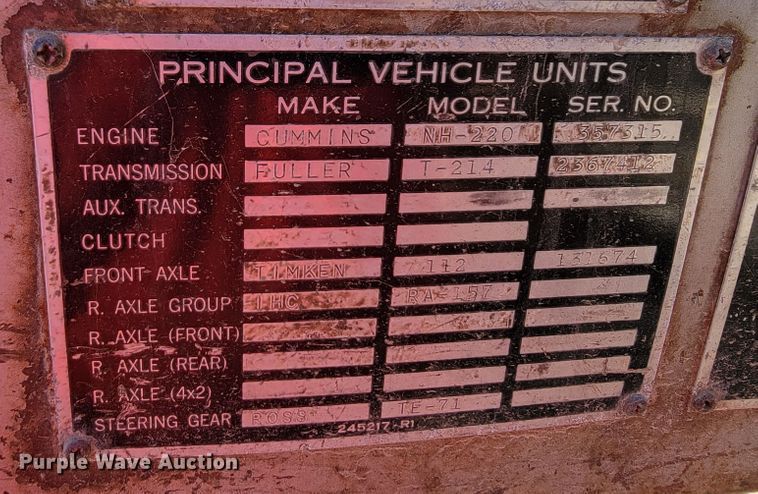 PRINCIPAL VEHICLE UNITS
MAKE MODEL SER. NO.
ENGINE CUMMINS NH-220 357315
TRANSMISSION FULLER T-214 2367412
AUX. TRANS.
CLUTCH
FRONT AXLE TIMKEN 112 131674
R. AXLE GROUP IHC RA-157
R. AXLE (FRONT)
R. AXLE (REAR)
R. AXLE (4x2)
STEERING GEAR ROSS TE-71
245217-R1
Purple Wave Auction